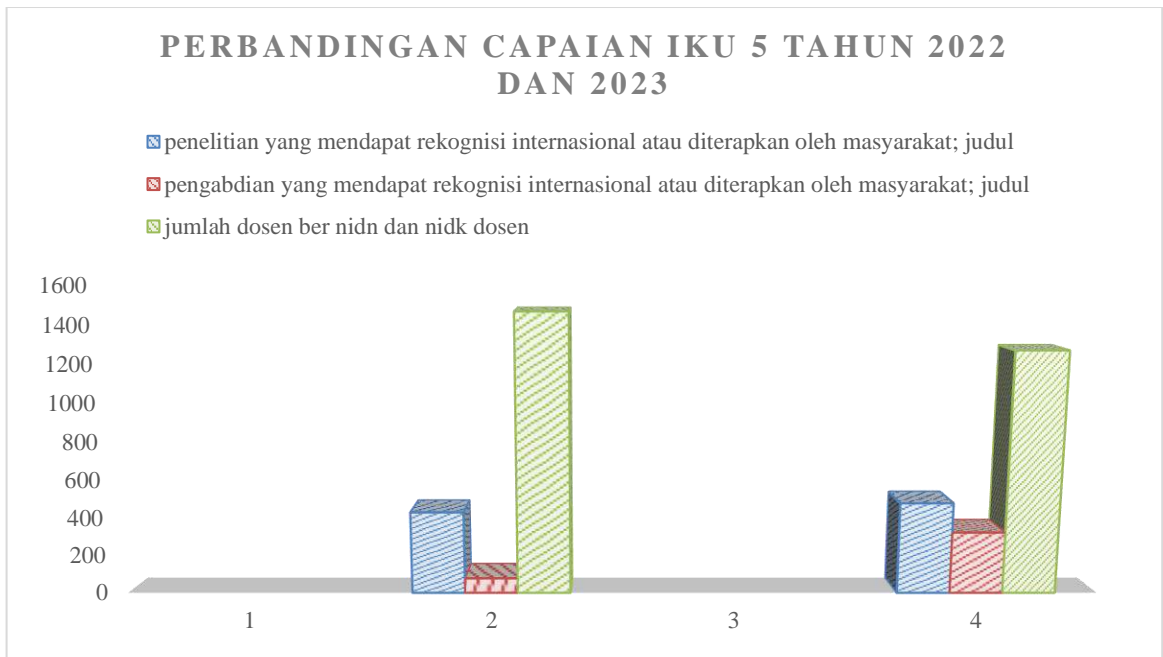 PERBANDINGAN CAPAIAN IKU 5 TAHUN 2022
DAN 2023
penelitian yang mendapat rekognisi internasional atau diterapkan oleh masyarakat; judul
pengabdian yang mendapat rekognisi internasional atau diterapkan oleh masyarakat; judul
jumlah dosen ber nidn dan nidk dosen
1600
1400
1200
1000
800
600
400
200
0
1 2 3 4